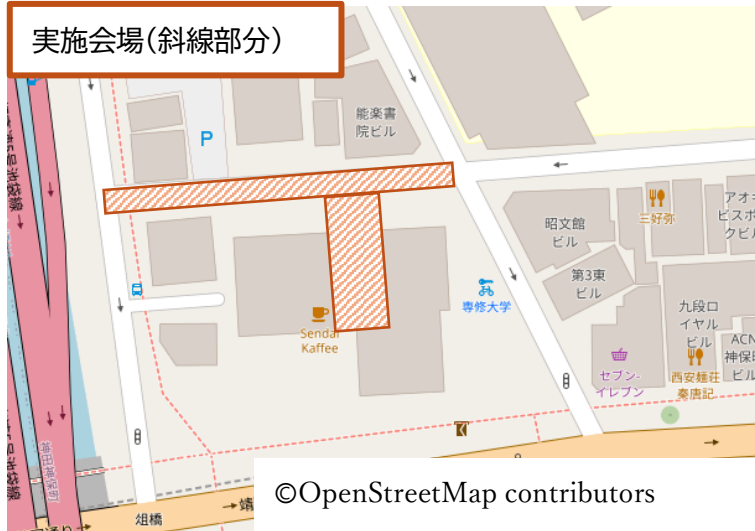 実施会場(斜線部分)
能楽書
院ビル
P
三好弥
アオキ
ビスポー
クビル
昭文館
ビル
第3東
ビル
専修大学
九段ロ
イヤル
ビル
Sendai
Kaffee
セブン-
イレブン
西安麺荘
秦唐記
ACN
神保町
ビル
俎橋
靖
©OpenStreetMap contributors